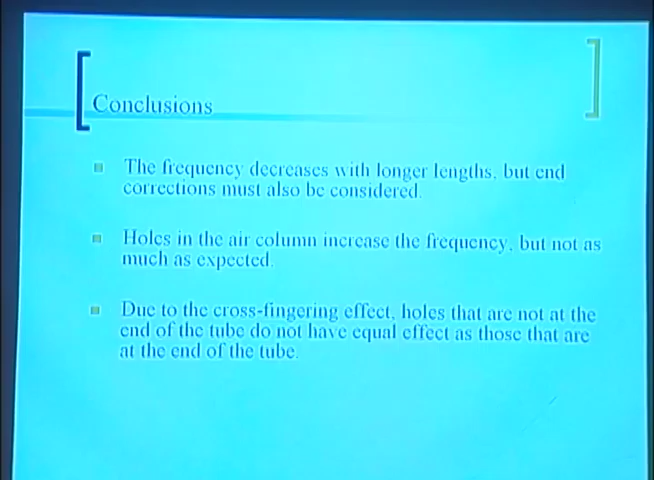 Conclusions
The frequency decreases with longer lengths, but end
corrections must also be considered.
Holes in the air column increase the frequency, but not as
much as expected.
Due to the cross-fingering effect, holes that are not at the
end of the tube do not have equal effect as those that are
at the end of the tube.